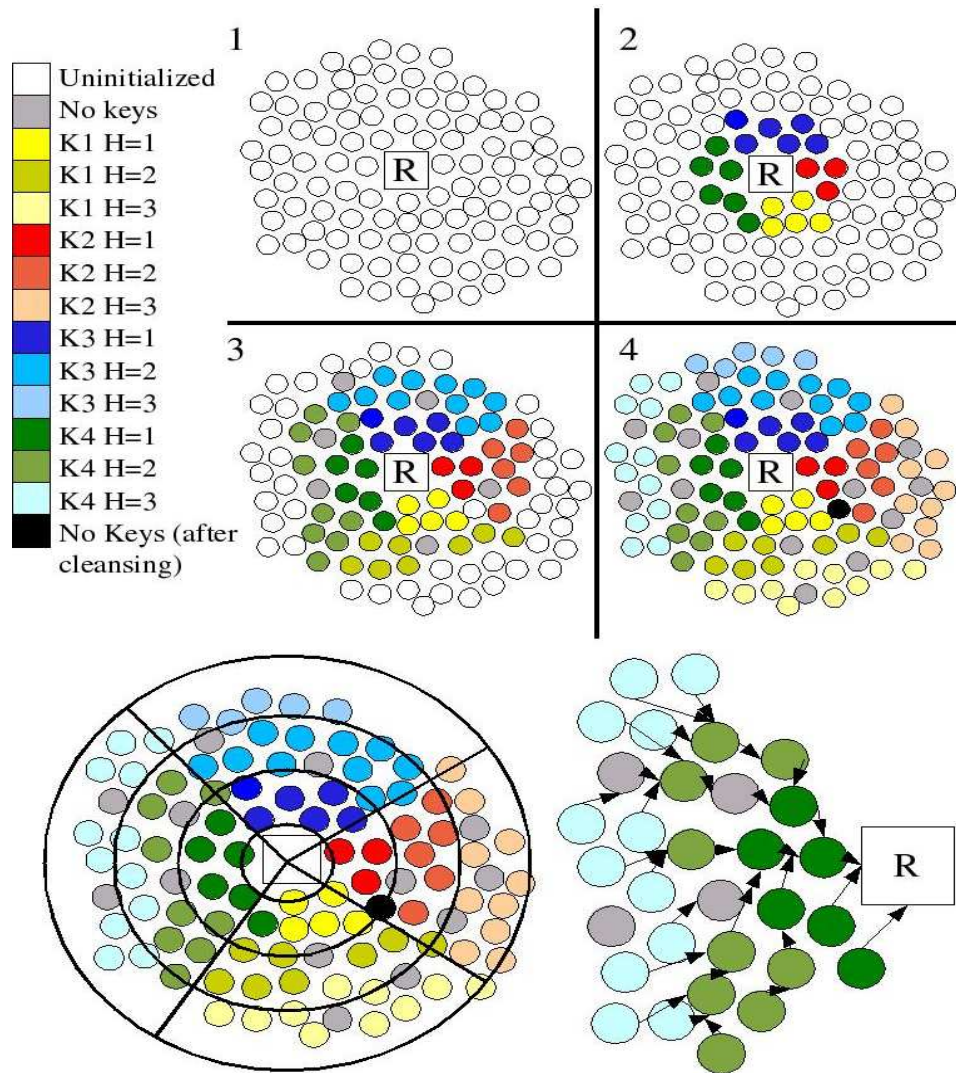 1
2
Uninitialized
No keys
K1 H=1
K1 H=2
K1 H=3
K2 H=1
K2 H=2
K2 H=3
K3 H=1
K3 H=2
K3 H=3
K4 H=1
K4 H=2
K4 H=3
No Keys (after
cleansing)
R
R
3
4
R
R
R